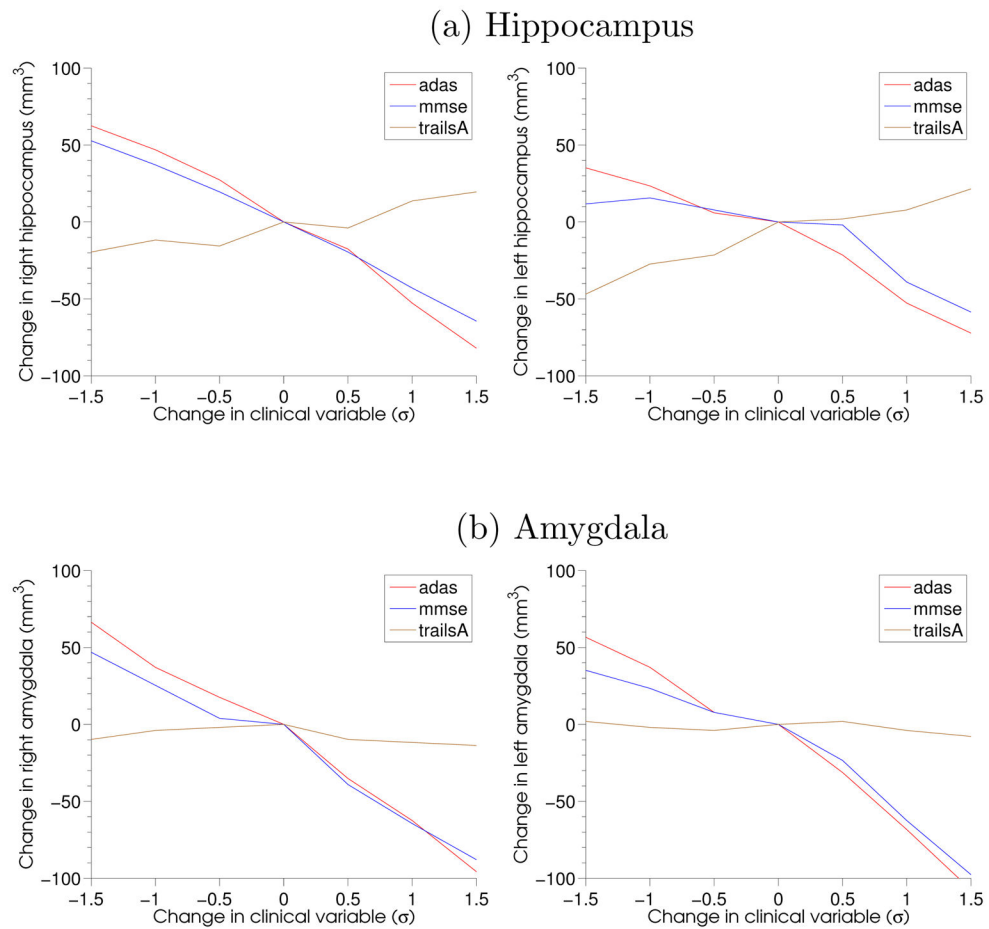 (a) Hippocampus
Change in right hippocampus (mm³)
100
50
0
−50
−100
−1.5 −1 −0.5 0 0.5 1 1.5
Change in clinical variable (σ)
adas
mmse
trailsA
Change in left hippocampus (mm³)
100
50
0
−50
−100
−1.5 −1 −0.5 0 0.5 1 1.5
Change in clinical variable (σ)
adas
mmse
trailsA
(b) Amygdala
Change in right amygdala (mm³)
100
50
0
−50
−100
−1.5 −1 −0.5 0 0.5 1 1.5
Change in clinical variable (σ)
adas
mmse
trailsA
Change in left amygdala (mm³)
100
50
0
−50
−100
−1.5 −1 −0.5 0 0.5 1 1.5
Change in clinical variable (σ)
adas
mmse
trailsA